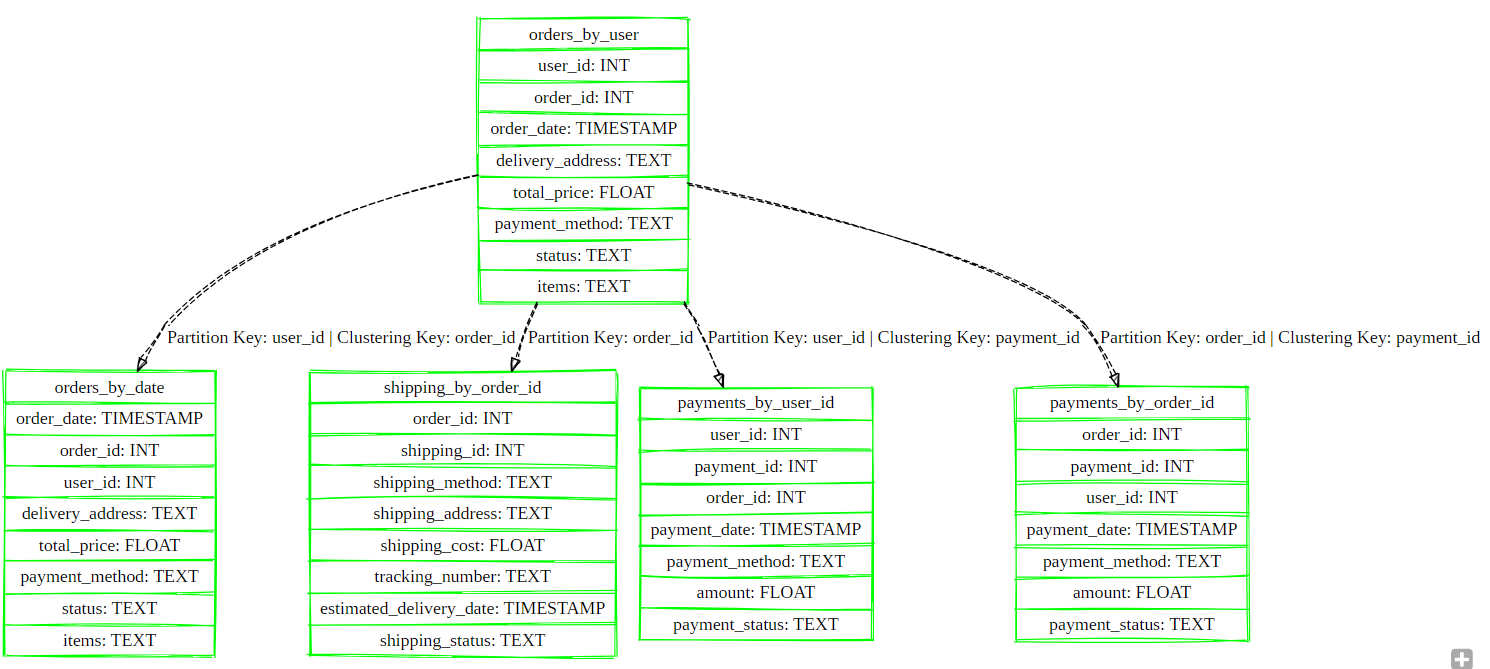 orders_by_user
user_id: INT
order_id: INT
order_date: TIMESTAMP
delivery_address: TEXT
total_price: FLOAT
payment_method: TEXT
status: TEXT
items: TEXT
Partition Key: user_id | Clustering Key: order_id
Partition Key: order_id
Partition Key: user_id | Clustering Key: payment_id
Partition Key: order_id | Clustering Key: payment_id
orders_by_date
order_date: TIMESTAMP
order_id: INT
user_id: INT
delivery_address: TEXT
total_price: FLOAT
payment_method: TEXT
status: TEXT
items: TEXT
shipping_by_order_id
order_id: INT
shipping_id: INT
shipping_method: TEXT
shipping_address: TEXT
shipping_cost: FLOAT
tracking_number: TEXT
estimated_delivery_date: TIMESTAMP
shipping_status: TEXT
payments_by_user_id
user_id: INT
payment_id: INT
order_id: INT
payment_date: TIMESTAMP
payment_method: TEXT
amount: FLOAT
payment_status: TEXT
payments_by_order_id
order_id: INT
payment_id: INT
user_id: INT
payment_date: TIMESTAMP
payment_method: TEXT
amount: FLOAT
payment_status: TEXT